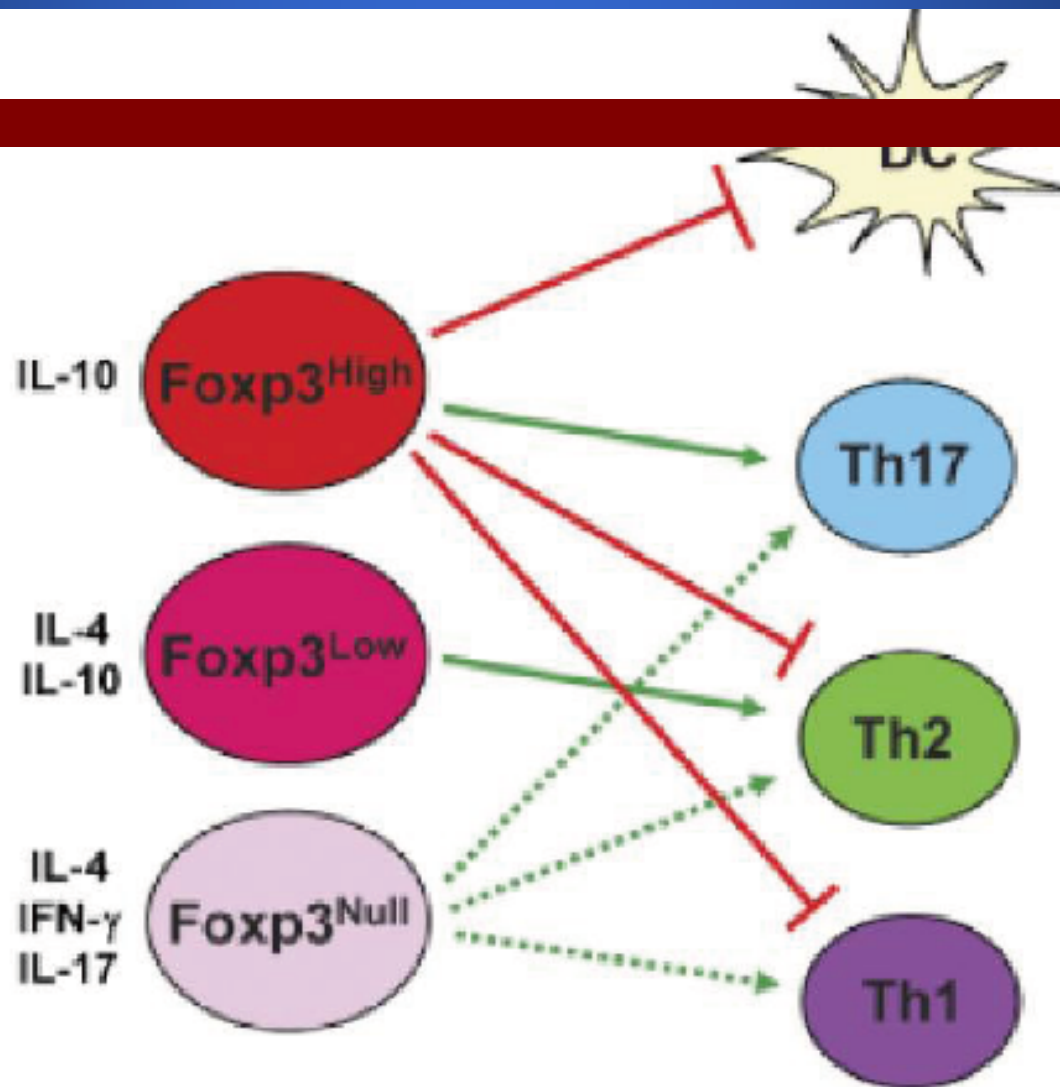 DC
IL-10
Foxp3High
Th17
IL-4
IL-10
Foxp3Low
Th2
IL-4
IFN-γ
IL-17
Foxp3Null
Th1